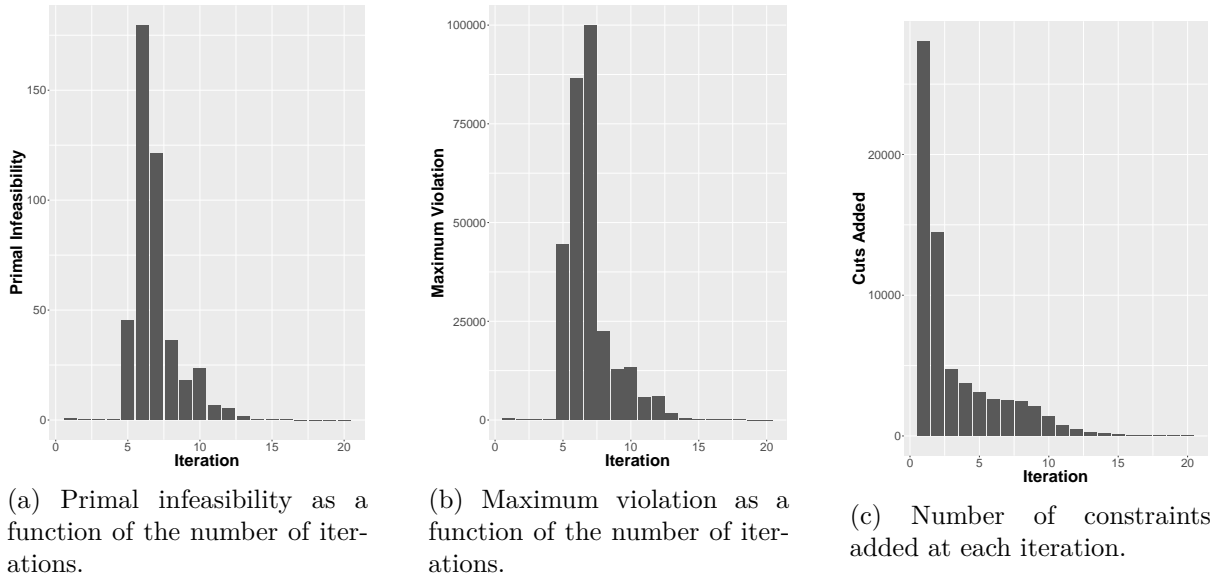 150
100
50
0
Primal Infeasibility
0 5 10 15 20
Iteration
(a) Primal infeasibility as a
function of the number of iter-
ations.
100000
75000
50000
25000
0
Maximum Violation
0 5 10 15 20
Iteration
(b) Maximum violation as a
function of the number of iter-
ations.
20000
10000
0
Cuts Added
0 5 10 15 20
Iteration
(c) Number of constraints
added at each iteration.